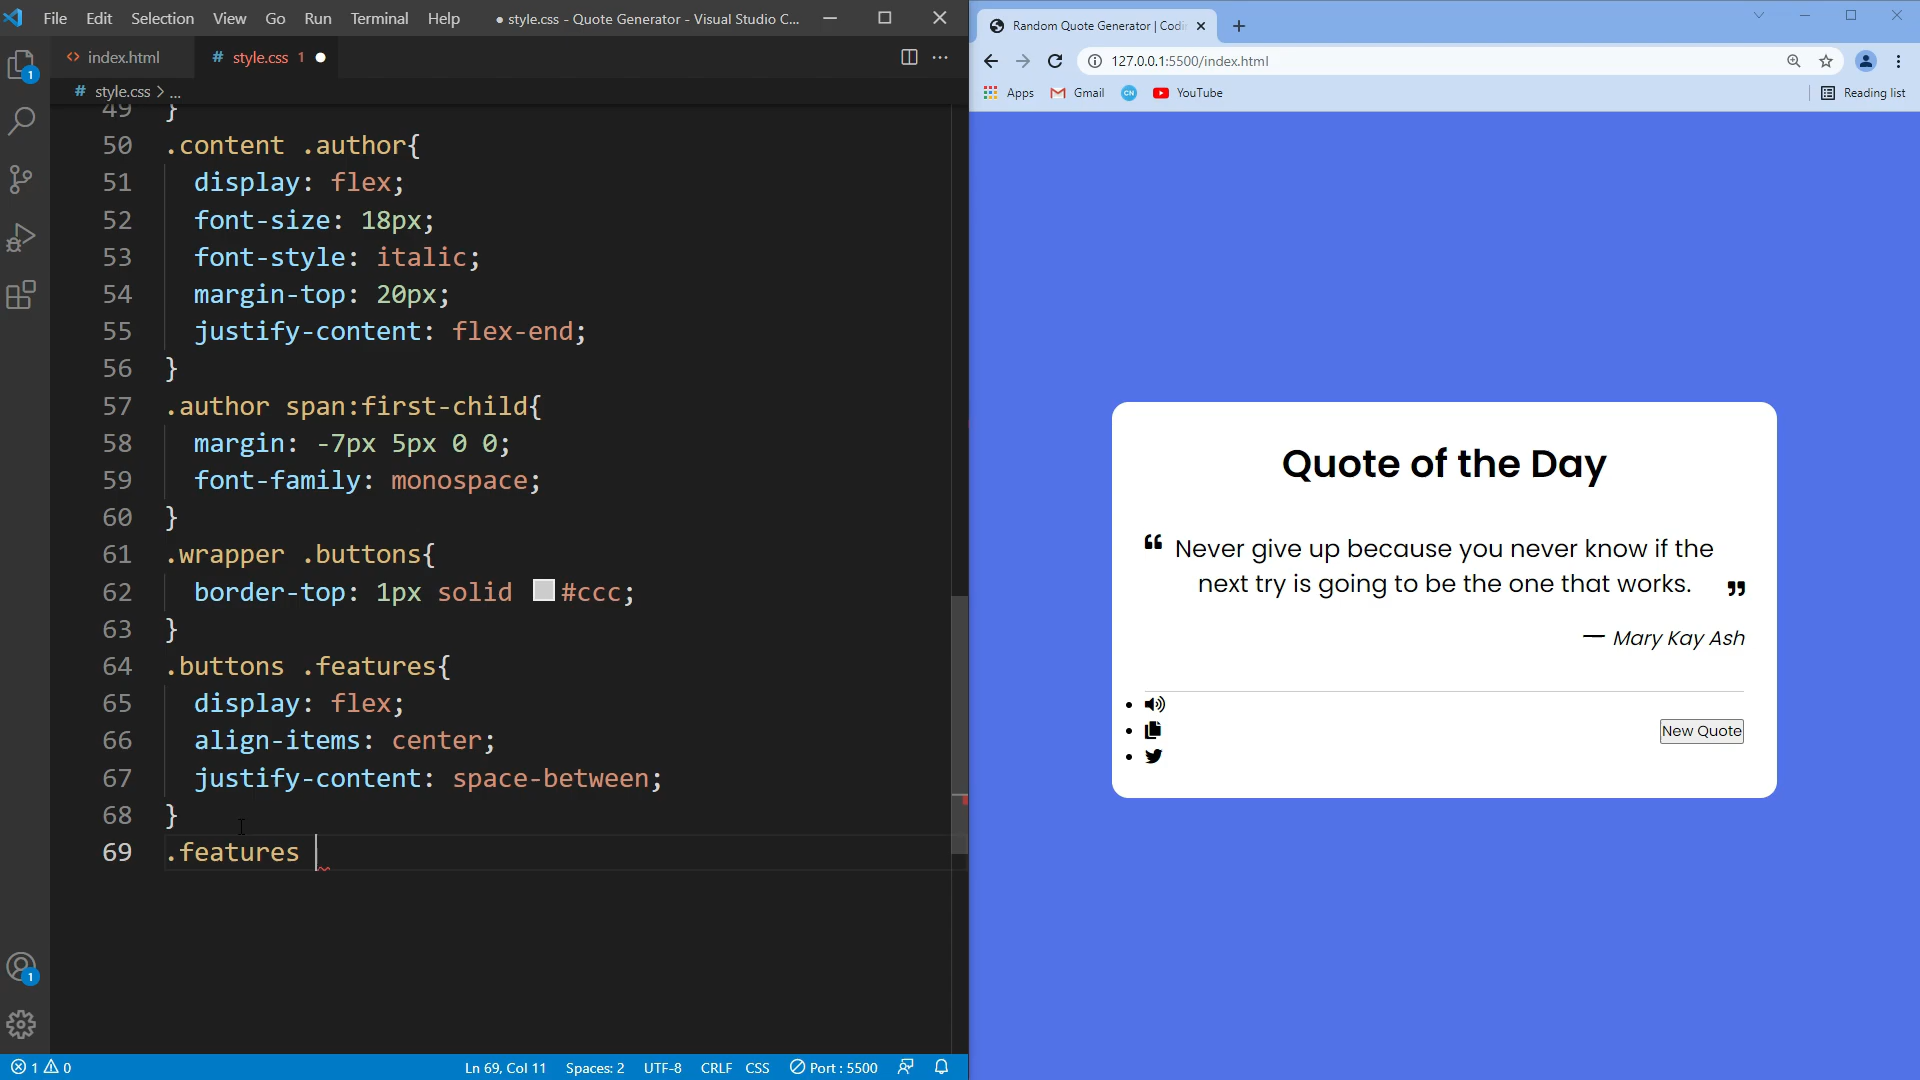 File Edit Selection View Go Run Terminal Help ● style.css - Quote Generator - Visual Studio C...
<> index.html # style.css 1 ●
# style.css > ...
49 }
50 .content .author{
51 display: flex;
52 font-size: 18px;
53 font-style: italic;
54 margin-top: 20px;
55 justify-content: flex-end;
56 }
57 .author span:first-child{
58 margin: -7px 5px 0 0;
59 font-family: monospace;
60 }
61 .wrapper .buttons{
62 border-top: 1px solid #ccc;
63 }
64 .buttons .features{
65 display: flex;
66 align-items: center;
67 justify-content: space-between;
68 }
69 .features
1
1
1 0 Ln 69, Col 11 Spaces: 2 UTF-8 CRLF CSS Port : 5500
Random Quote Generator | Codi
127.0.0.1:5500/index.html
Apps Gmail CN YouTube Reading list
Quote of the Day
❝ Never give up because you never know if the
next try is going to be the one that works. ❞
— Mary Kay Ash
New Quote